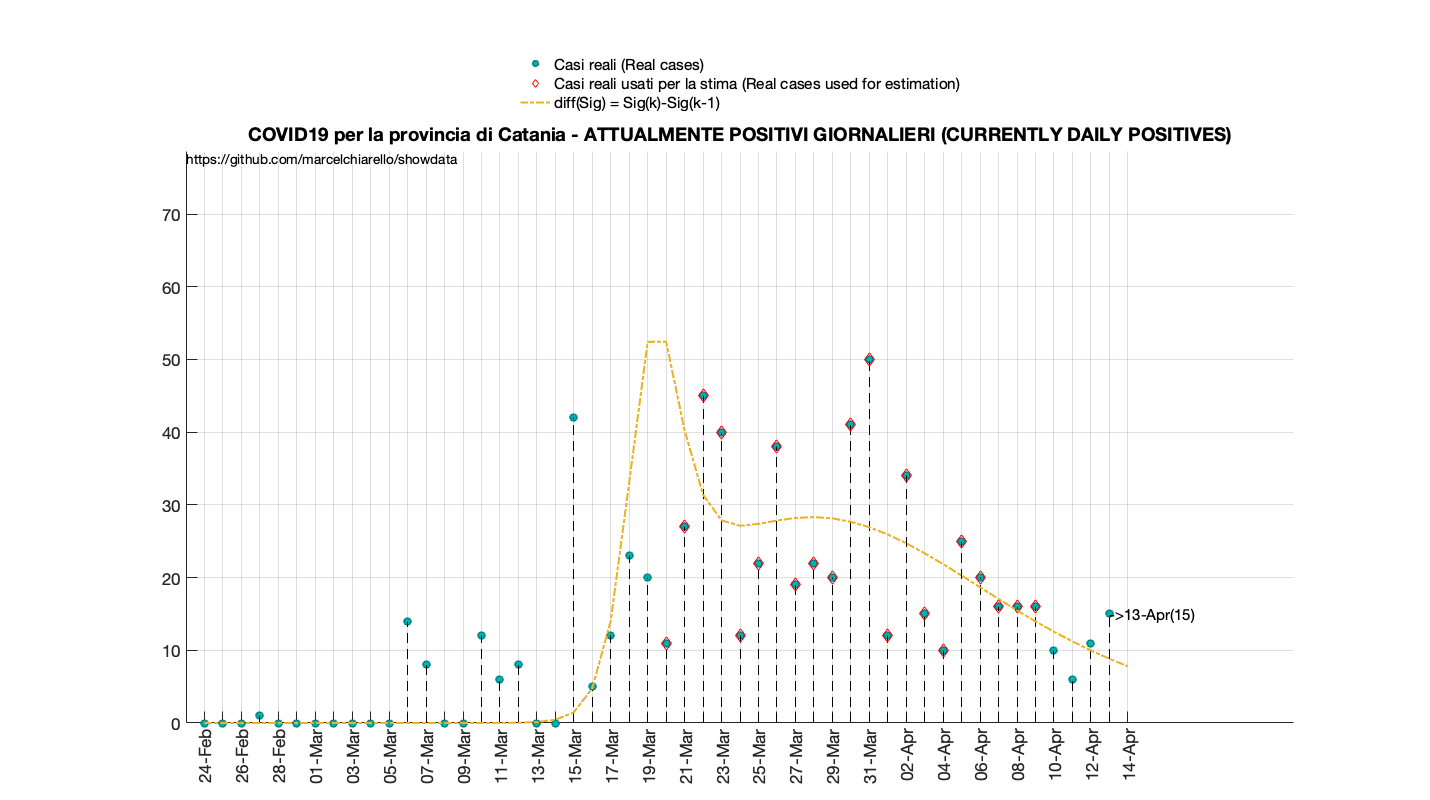 Casi reali (Real cases)
Casi reali usati per la stima (Real cases used for estimation)
diff(Sig) = Sig(k)-Sig(k-1)
COVID19 per la provincia di Catania - ATTUALMENTE POSITIVI GIORNALIERI (CURRENTLY DAILY POSITIVES)
https://github.com/marcelchiarello/showdata
70
60
50
40
30
20
10
0
->13-Apr(15)
24-Feb
26-Feb
28-Feb
01-Mar
03-Mar
05-Mar
07-Mar
09-Mar
11-Mar
13-Mar
15-Mar
17-Mar
19-Mar
21-Mar
23-Mar
25-Mar
27-Mar
29-Mar
31-Mar
02-Apr
04-Apr
06-Apr
08-Apr
10-Apr
12-Apr
14-Apr